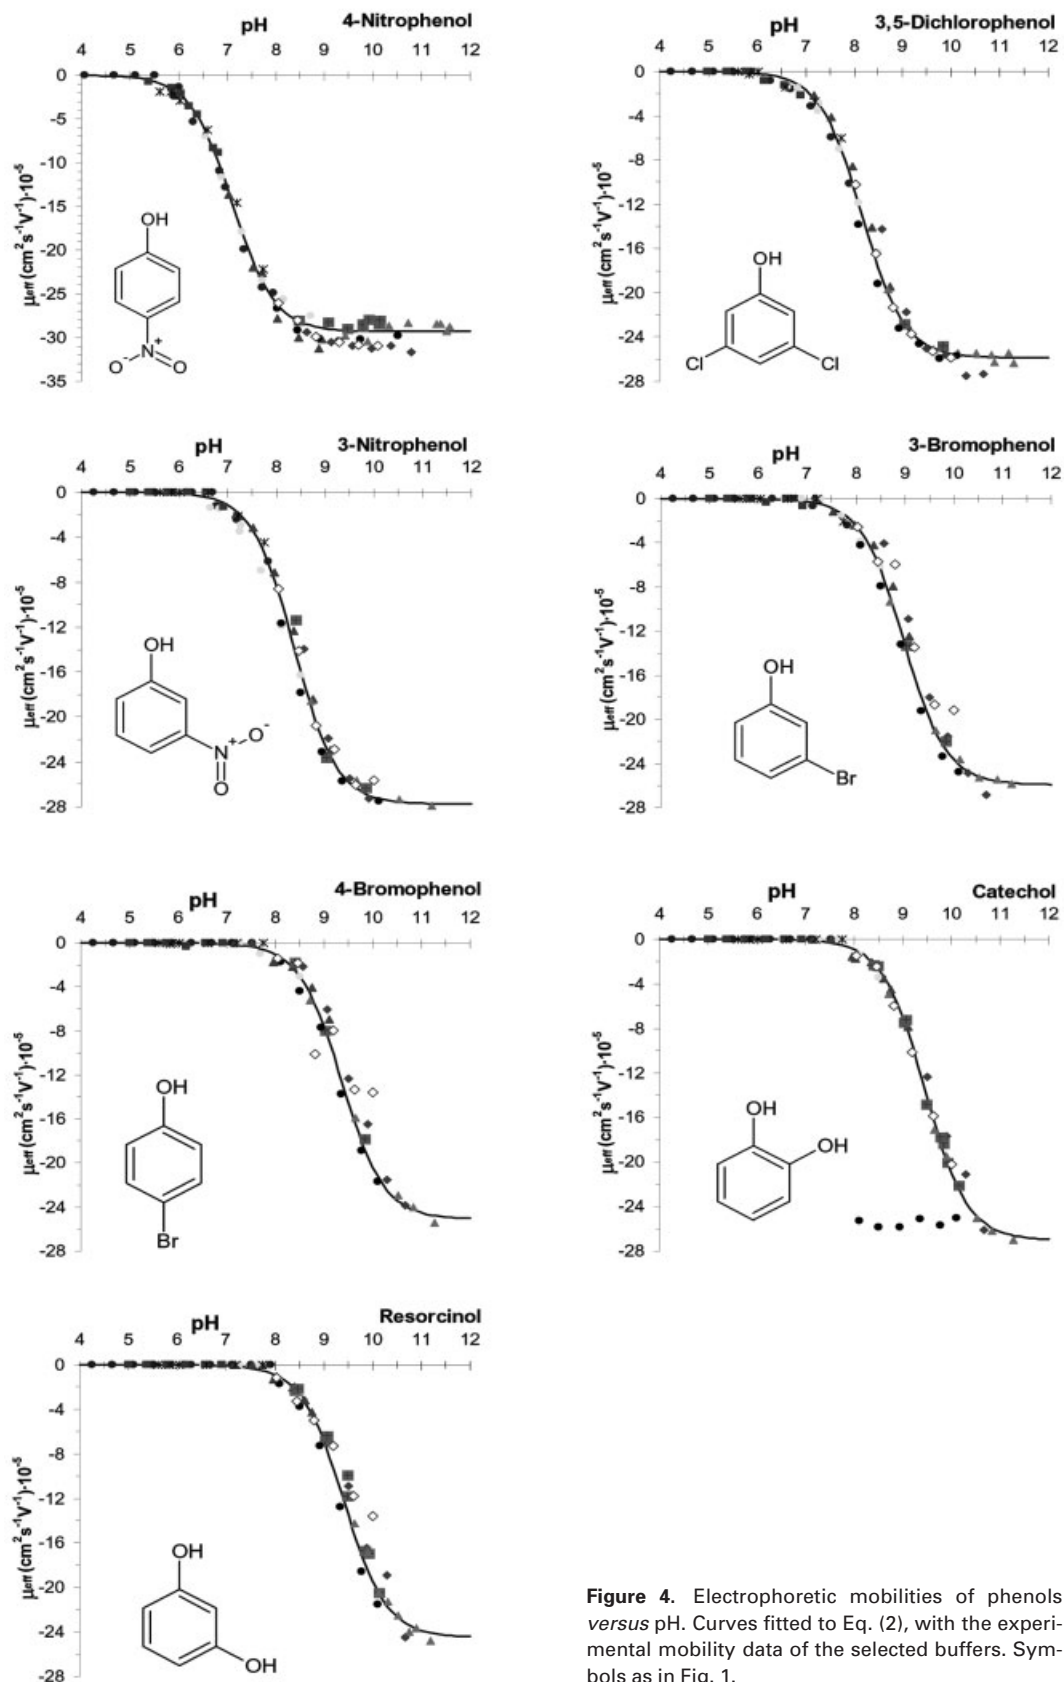 pH 4-Nitrophenol
4 5 6 7 8 9 10 11 12
0
-5
-10
-15
-20
-25
-30
-35
µeff (cm²s⁻¹V⁻¹)·10⁻⁵
OH
N⁺
O⁻ O
pH 3,5-Dichlorophenol
4 5 6 7 8 9 10 11 12
0
-4
-8
-12
-16
-20
-24
-28
µeff (cm²s⁻¹V⁻¹)·10⁻⁵
OH
Cl Cl
pH 3-Nitrophenol
4 5 6 7 8 9 10 11 12
0
-4
-8
-12
-16
-20
-24
-28
µeff (cm²s⁻¹V⁻¹)·10⁻⁵
OH
N⁺ O⁻
O
pH 3-Bromophenol
4 5 6 7 8 9 10 11 12
0
-4
-8
-12
-16
-20
-24
-28
µeff (cm²s⁻¹V⁻¹)·10⁻⁵
OH
Br
pH 4-Bromophenol
4 5 6 7 8 9 10 11 12
0
-4
-8
-12
-16
-20
-24
-28
µeff (cm²s⁻¹V⁻¹)·10⁻⁵
OH
Br
pH Catechol
4 5 6 7 8 9 10 11 12
0
-4
-8
-12
-16
-20
-24
-28
µeff (cm²s⁻¹V⁻¹)·10⁻⁵
OH
OH
pH Resorcinol
4 5 6 7 8 9 10 11 12
0
-4
-8
-12
-16
-20
-24
-28
µeff (cm²s⁻¹V⁻¹)·10⁻⁵
OH
OH
Figure 4. Electrophoretic mobilities of phenols
versus pH. Curves fitted to Eq. (2), with the experi-
mental mobility data of the selected buffers. Sym-
bols as in Fig. 1.